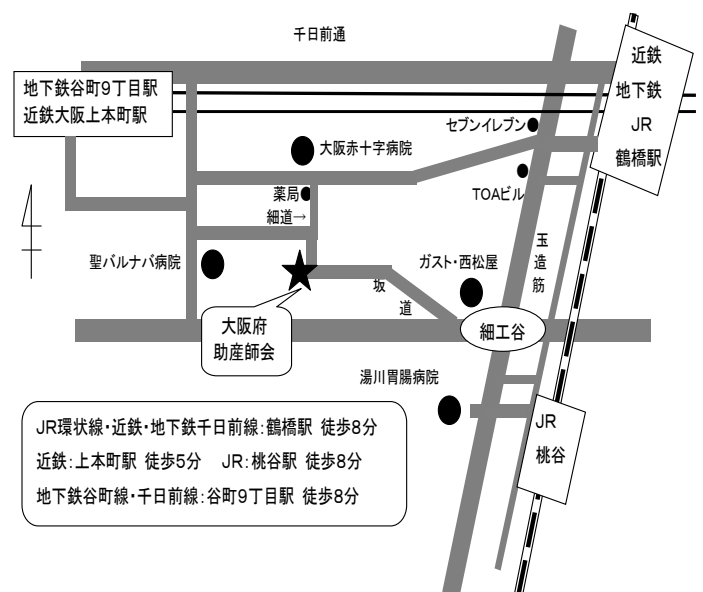 千日前通
近鉄
地下鉄
JR
鶴橋駅
地下鉄谷町9丁目駅
近鉄大阪上本町駅
セブンイレブン
大阪赤十字病院
TOAビル
薬局
細道→
玉造筋
聖バルナバ病院
ガスト・西松屋
坂道
大阪府
助産師会
細工谷
湯川胃腸病院
JR
桃谷
JR環状線・近鉄・地下鉄千日前線：鶴橋駅 徒歩8分
近鉄：上本町駅 徒歩5分 JR：桃谷駅 徒歩8分
地下鉄谷町線・千日前線：谷町9丁目駅 徒歩8分